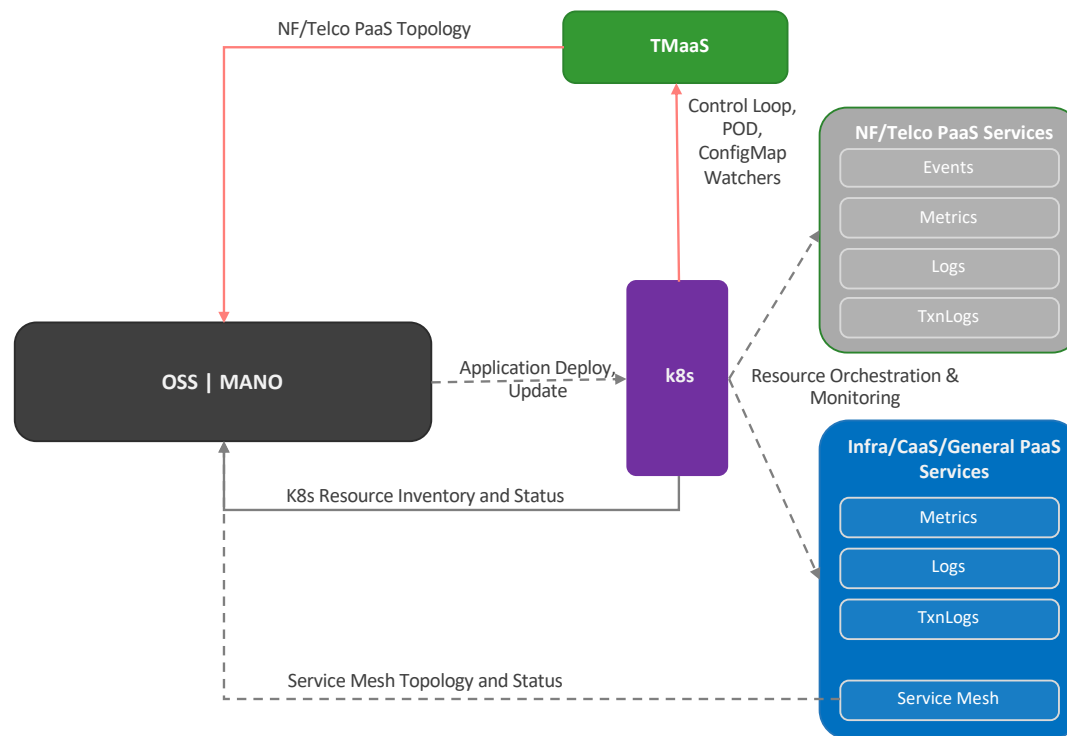 NF/Telco PaaS Topology
TMaaS
Control Loop,
POD,
ConfigMap
Watchers
NF/Telco PaaS Services
Events
Metrics
Logs
TxnLogs
OSS | MANO
Application Deploy,
Update
k8s
Resource Orchestration &
Monitoring
Infra/CaaS/General PaaS
Services
Metrics
Logs
TxnLogs
Service Mesh
K8s Resource Inventory and Status
Service Mesh Topology and Status